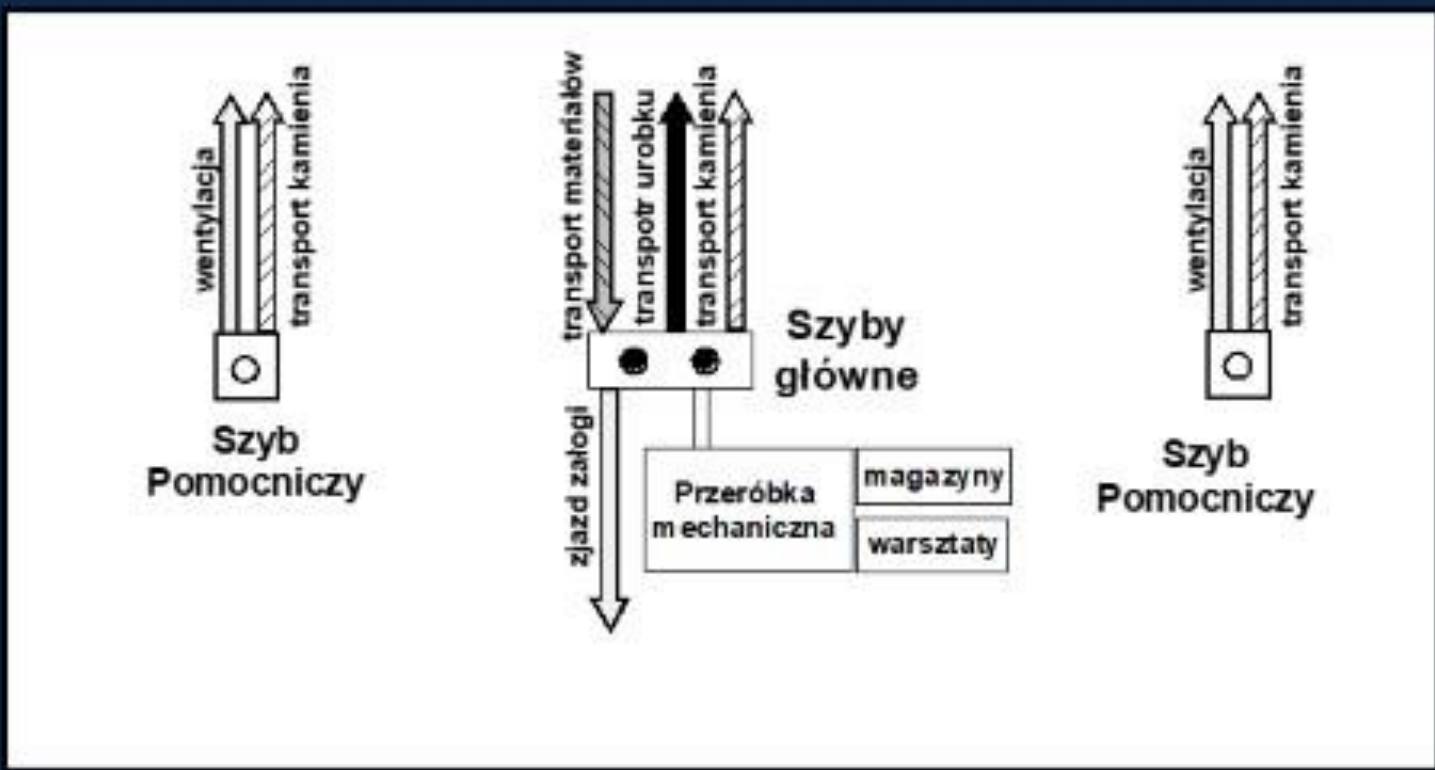 wentylacja
transport kamienia
Szyb
Pomocniczy
transport materiałów
transpotr urobku
transport kamienia
Szyby
główne
zjazd załogi
Przeróbka
mechaniczna
magazyny
warsztaty
wentylacja
transport kamienia
Szyb
Pomocniczy